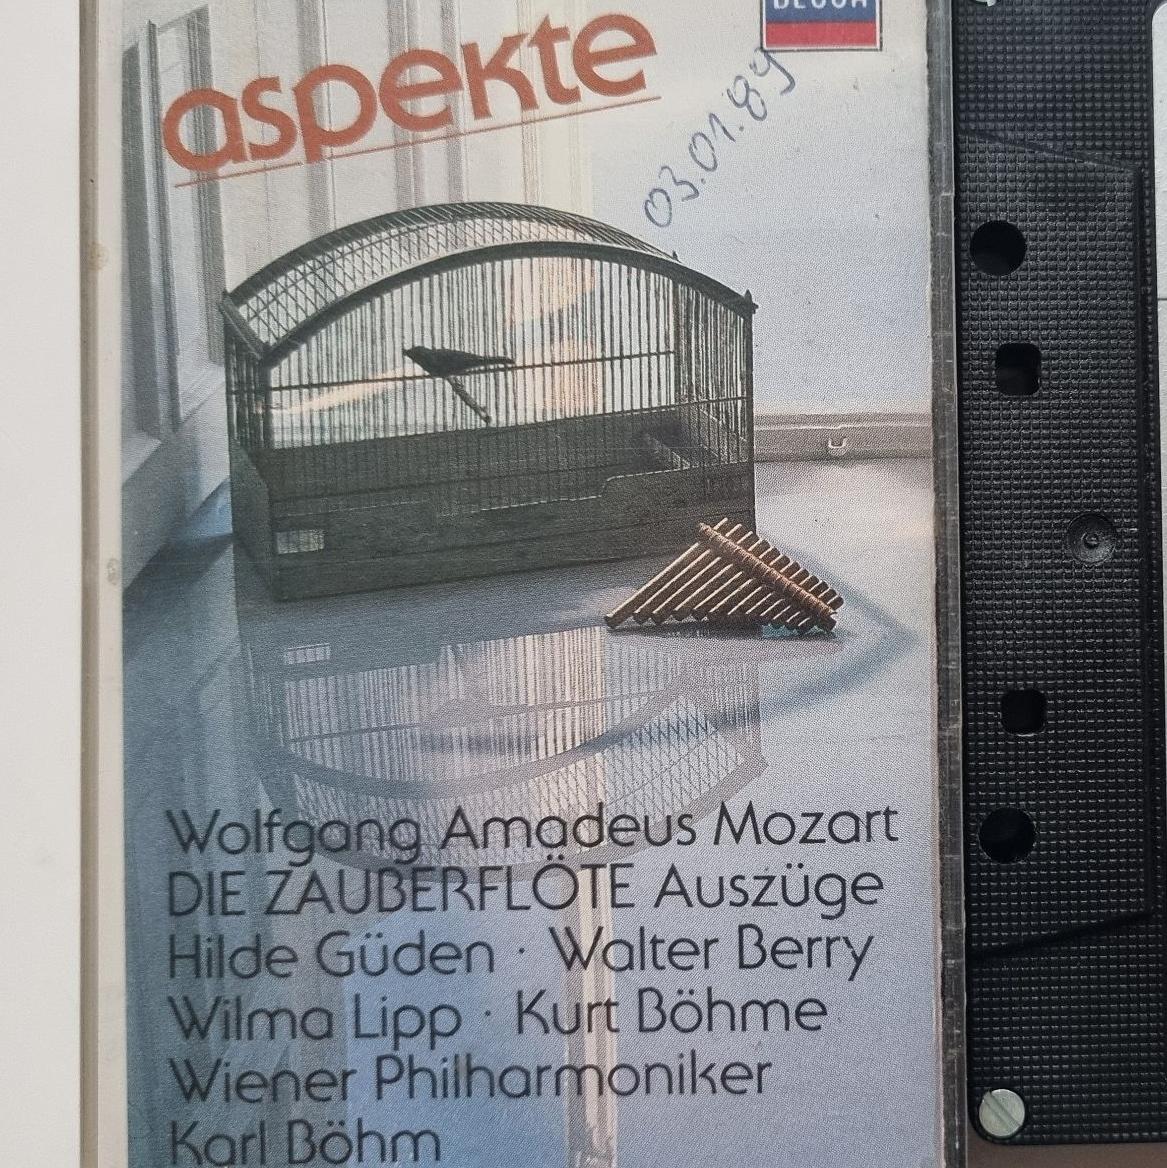 DECCA
aspekte
03.01.89
Wolfgang Amadeus Mozart
DIE ZAUBERFLÖTE Auszüge
Hilde Güden · Walter Berry
Wilma Lipp · Kurt Böhme
Wiener Philharmoniker
Karl Böhm